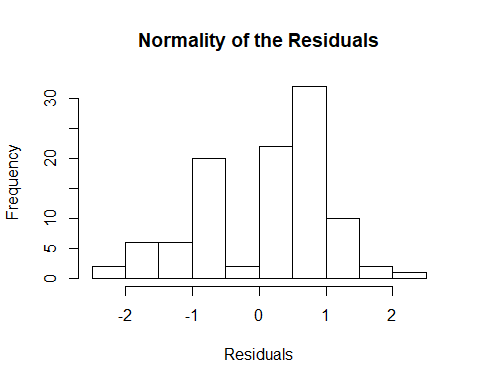 Normality of the Residuals
30
20
10
5
0
Frequency
-2 -1 0 1 2
Residuals